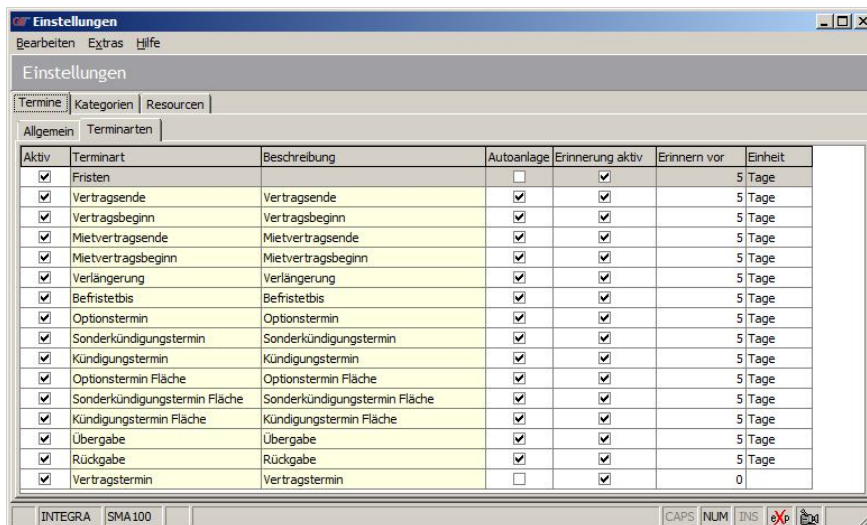 Einstellungen
Bearbeiten Extras Hilfe
Einstellungen
Termine Kategorien Resourcen
Allgemein Terminarten
Aktiv Terminart Beschreibung Autoanlage Erinnerung aktiv Erinnern vor Einheit
Fristen 5 Tage
Vertragsende Vertragsende 5 Tage
Vertragsbeginn Vertragsbeginn 5 Tage
Mietvertragsende Mietvertragsende 5 Tage
Mietvertragsbeginn Mietvertragsbeginn 5 Tage
Verlängerung Verlängerung 5 Tage
Befristetbis Befristetbis 5 Tage
Optionstermin Optionstermin 5 Tage
Sonderkündigungstermin Sonderkündigungstermin 5 Tage
Kündigungstermin Kündigungstermin 5 Tage
Optionstermin Fläche Optionstermin Fläche 5 Tage
Sonderkündigungstermin Fläche Sonderkündigungstermin Fläche 5 Tage
Kündigungstermin Fläche Kündigungstermin Fläche 5 Tage
Übergabe Übergabe 5 Tage
Rückgabe Rückgabe 5 Tage
Vertragstermin Vertragstermin 0
INTEGRA SMA100 CAPS NUM INS eXp